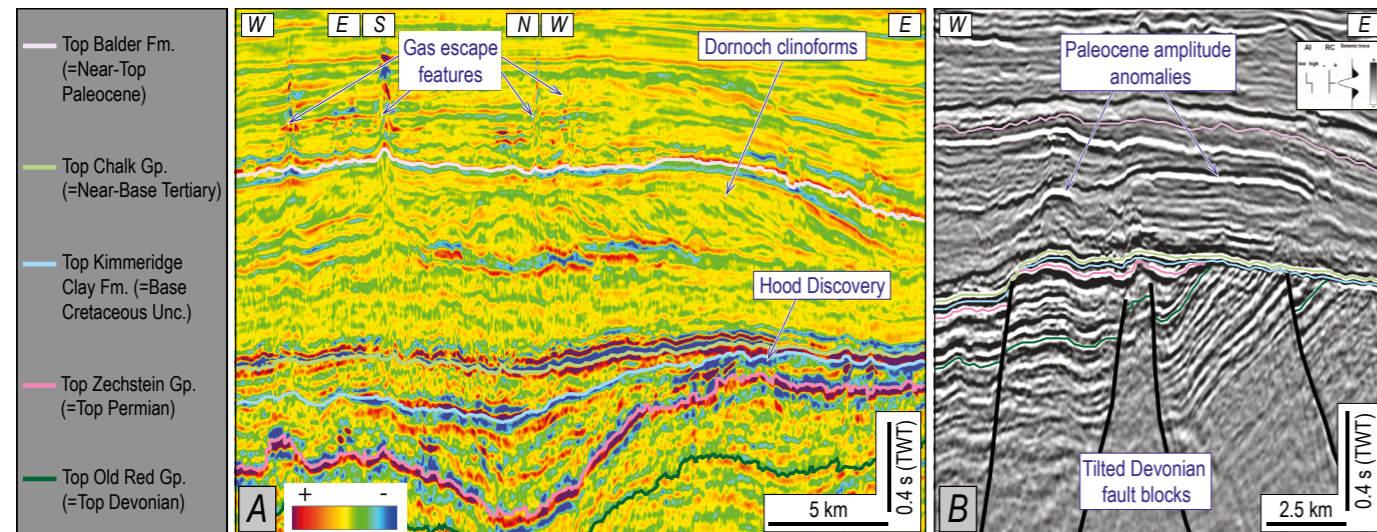 Top Balder Fm.
(=Near-Top
Paleocene)
Top Chalk Gp.
(=Near-Base Tertiary)
Top Kimmeridge
Clay Fm. (=Base
Cretaceous Unc.)
Top Zechstein Gp.
(=Top Permian)
Top Old Red Gp.
(=Top Devonian)
W E S N W E
Gas escape
features
Dornoch clinoforms
Hood Discovery
+ -
A
5 km
0.4 s (TWT)
W E
Paleocene amplitude
anomalies
AI RC Seismic trace
low high - +
Tilted Devonian
fault blocks
B
2.5 km
0.4 s (TWT)